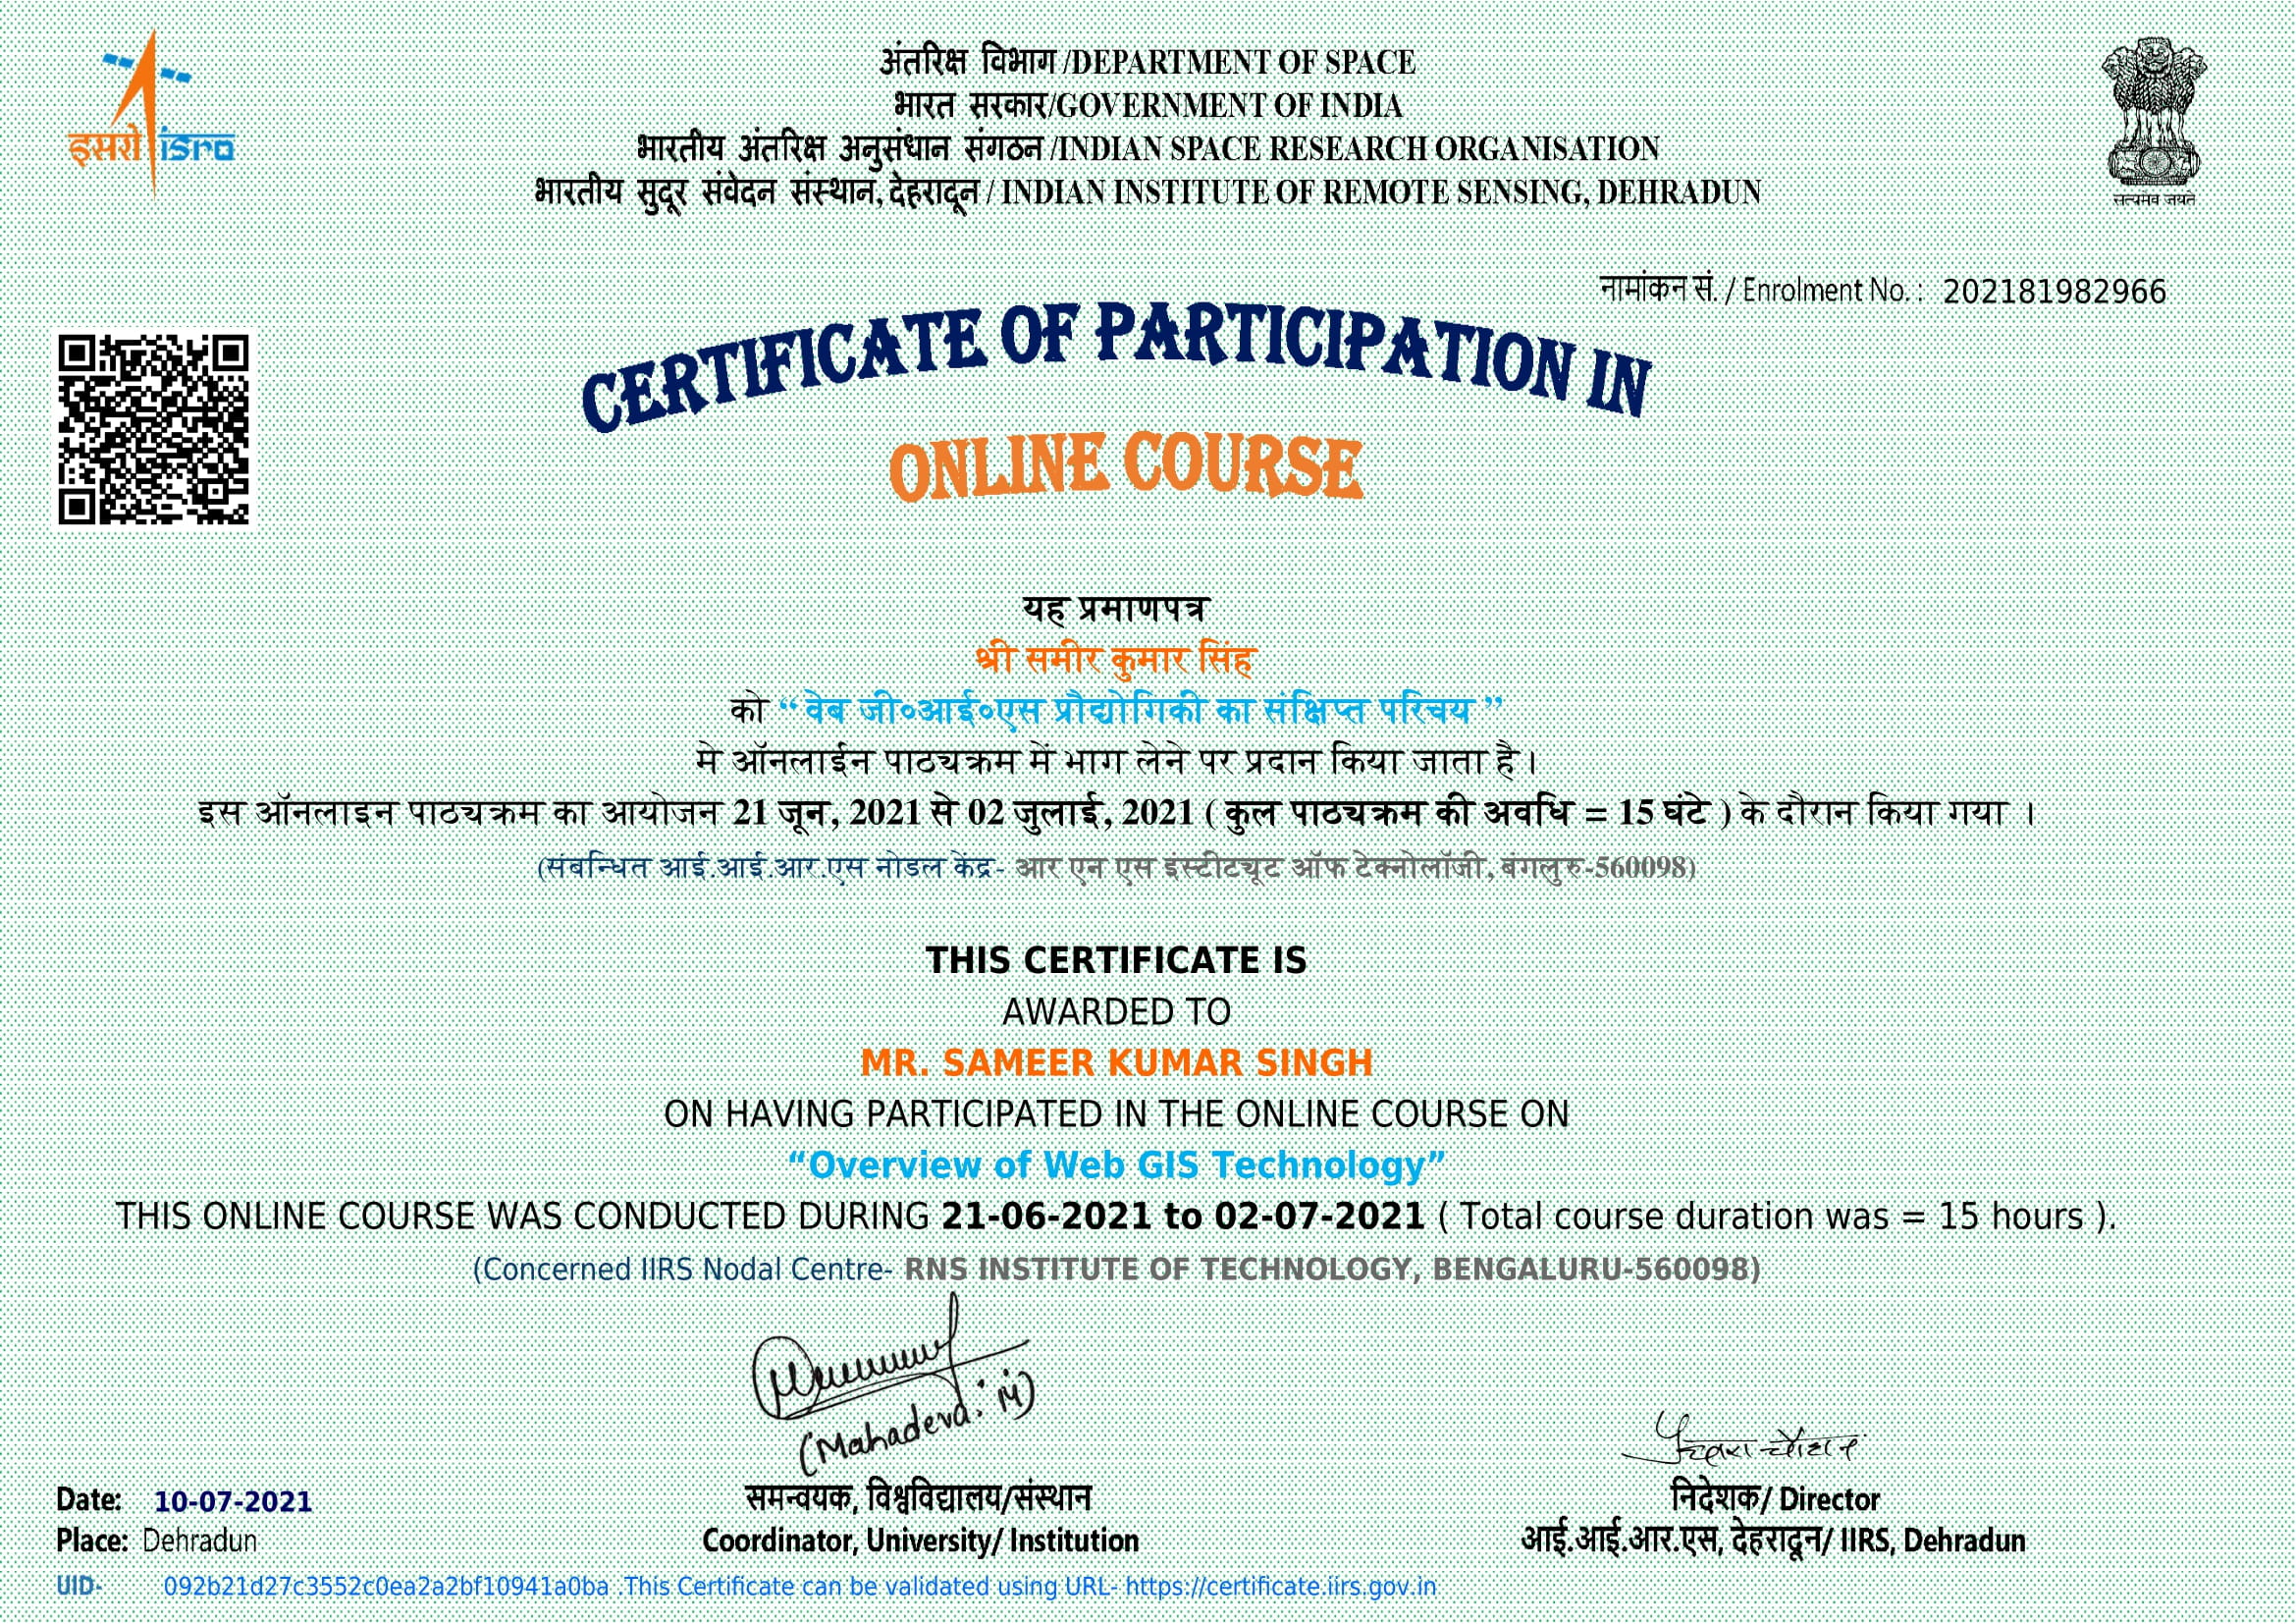 इसरो isro
अंतरिक्ष विभाग /DEPARTMENT OF SPACE
भारत सरकार/GOVERNMENT OF INDIA
भारतीय अंतरिक्ष अनुसंधान संगठन /INDIAN SPACE RESEARCH ORGANISATION
भारतीय सुदूर संवेदन संस्थान, देहरादून / INDIAN INSTITUTE OF REMOTE SENSING, DEHRADUN
सत्यमेव जयते
नामांकन सं. / Enrolment No. : 202181982966
CERTIFICATE OF PARTICIPATION IN
ONLINE COURSE
यह प्रमाणपत्र
श्री समीर कुमार सिंह
को “ वेब जी॰आई॰एस प्रौद्योगिकी का संक्षिप्त परिचय ”
मे ऑनलाईन पाठ्यक्रम में भाग लेने पर प्रदान किया जाता है।
इस ऑनलाइन पाठ्यक्रम का आयोजन 21 जून, 2021 से 02 जुलाई, 2021 ( कुल पाठ्यक्रम की अवधि = 15 घंटे ) के दौरान किया गया ।
(संबन्धित आई.आई.आर.एस नोडल केंद्र- आर एन एस इंस्टीट्यूट ऑफ टेक्नोलॉजी, बंगलुरु-560098)
THIS CERTIFICATE IS
AWARDED TO
MR. SAMEER KUMAR SINGH
ON HAVING PARTICIPATED IN THE ONLINE COURSE ON
“Overview of Web GIS Technology”
THIS ONLINE COURSE WAS CONDUCTED DURING 21-06-2021 to 02-07-2021 ( Total course duration was = 15 hours ).
(Concerned IIRS Nodal Centre- RNS INSTITUTE OF TECHNOLOGY, BENGALURU-560098)
(Mahadeva. M)
समन्वयक, विश्वविद्यालय/संस्थान
Coordinator, University/ Institution
निदेशक/ Director
आई.आई.आर.एस, देहरादून/ IIRS, Dehradun
Date: 10-07-2021
Place: Dehradun
UID- 092b21d27c3552c0ea2a2bf10941a0ba .This Certificate can be validated using URL- https://certificate.iirs.gov.in